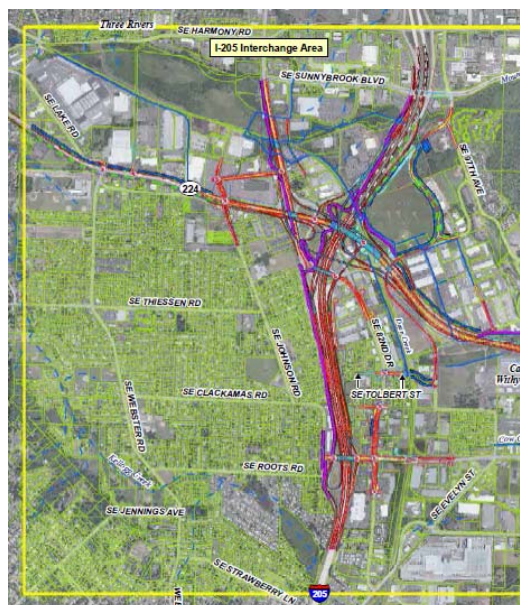 Three Rivers
SE HARMONY RD
I-205 Interchange Area
SE SUNNYBROOK BLVD
SE LAKE RD
SE 97TH AVE
224
SE THIESSEN RD
SE JOHNSON RD
SE 82ND DR
SE WEBSTER RD
SE CLACKAMAS RD
SE TOLBERT ST
SE ROOTS RD
Kellogg Creek
SE EVELYN ST
SE JENNINGS AVE
SE STRAWBERRY LN
205